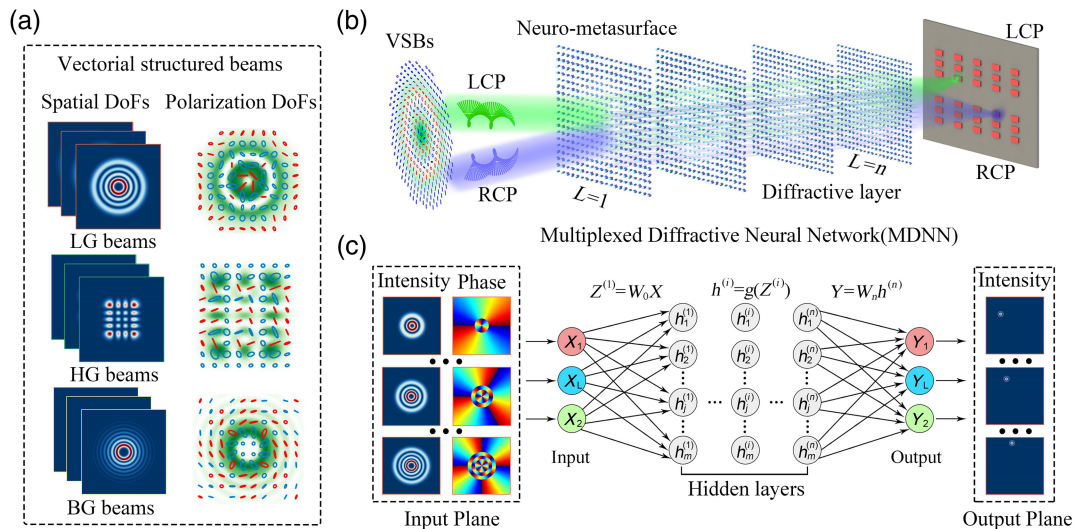 (a)
Vectorial structured beams
Spatial DoFs Polarization DoFs
LG beams
HG beams
BG beams
(b)
VSBs
Neuro-metasurface
LCP
LCP
RCP
L=1
L=n
Diffractive layer
RCP
Multiplexed Diffractive Neural Network(MDNN)
(c)
Intensity Phase
Z⁽¹⁾=W₀X
h⁽ⁱ⁾=g(Z⁽ⁱ⁾)
Y=Wₙh⁽ⁿ⁾
Intensity
X₁
X_L
X₂
Input
h₁⁽¹⁾ h₁⁽ⁱ⁾ h₁⁽ⁿ⁾
h₂⁽¹⁾ h₂⁽ⁱ⁾ h₂⁽ⁿ⁾
hⱼ⁽¹⁾ ... hⱼ⁽ⁱ⁾ ... hⱼ⁽ⁿ⁾
hₘ⁽¹⁾ hₘ⁽ⁱ⁾ hₘ⁽ⁿ⁾
Y₁
Y_L
Y₂
Output
Hidden layers
Input Plane
Output Plane